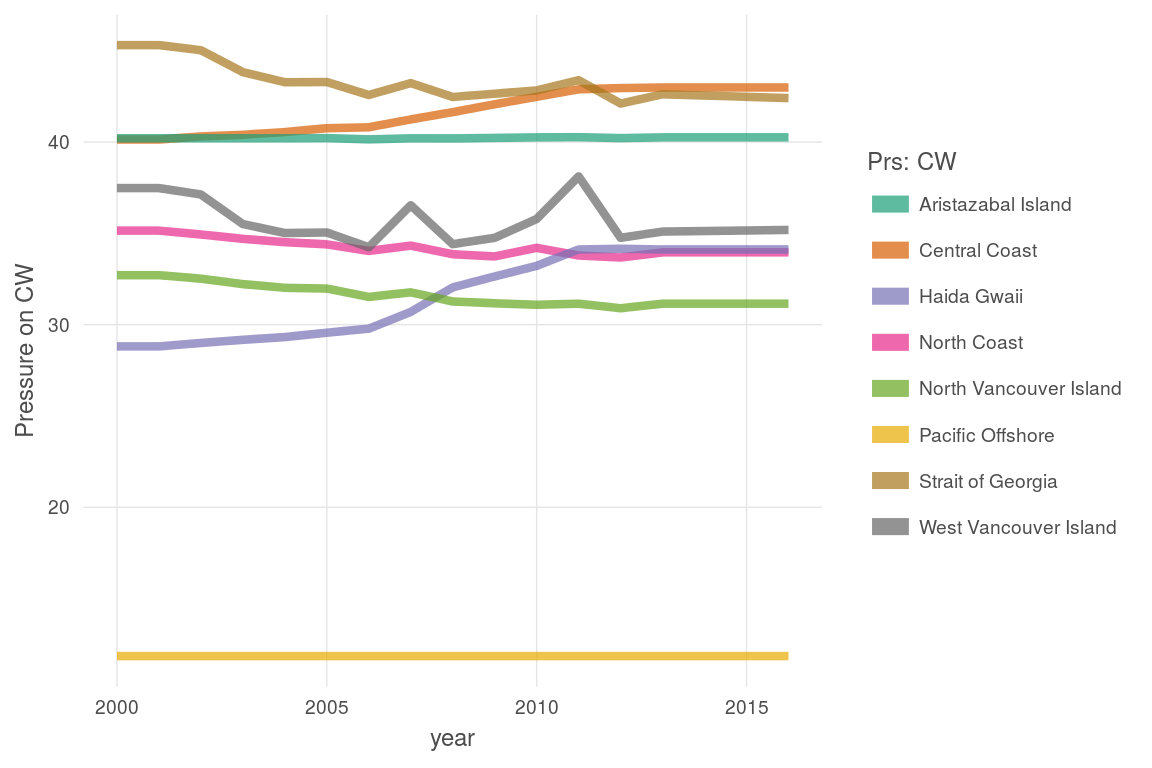 Pressure on CW
40
30
20
2000
2005
2010
2015
year
Prs: CW
Aristazabal Island
Central Coast
Haida Gwaii
North Coast
North Vancouver Island
Pacific Offshore
Strait of Georgia
West Vancouver Island